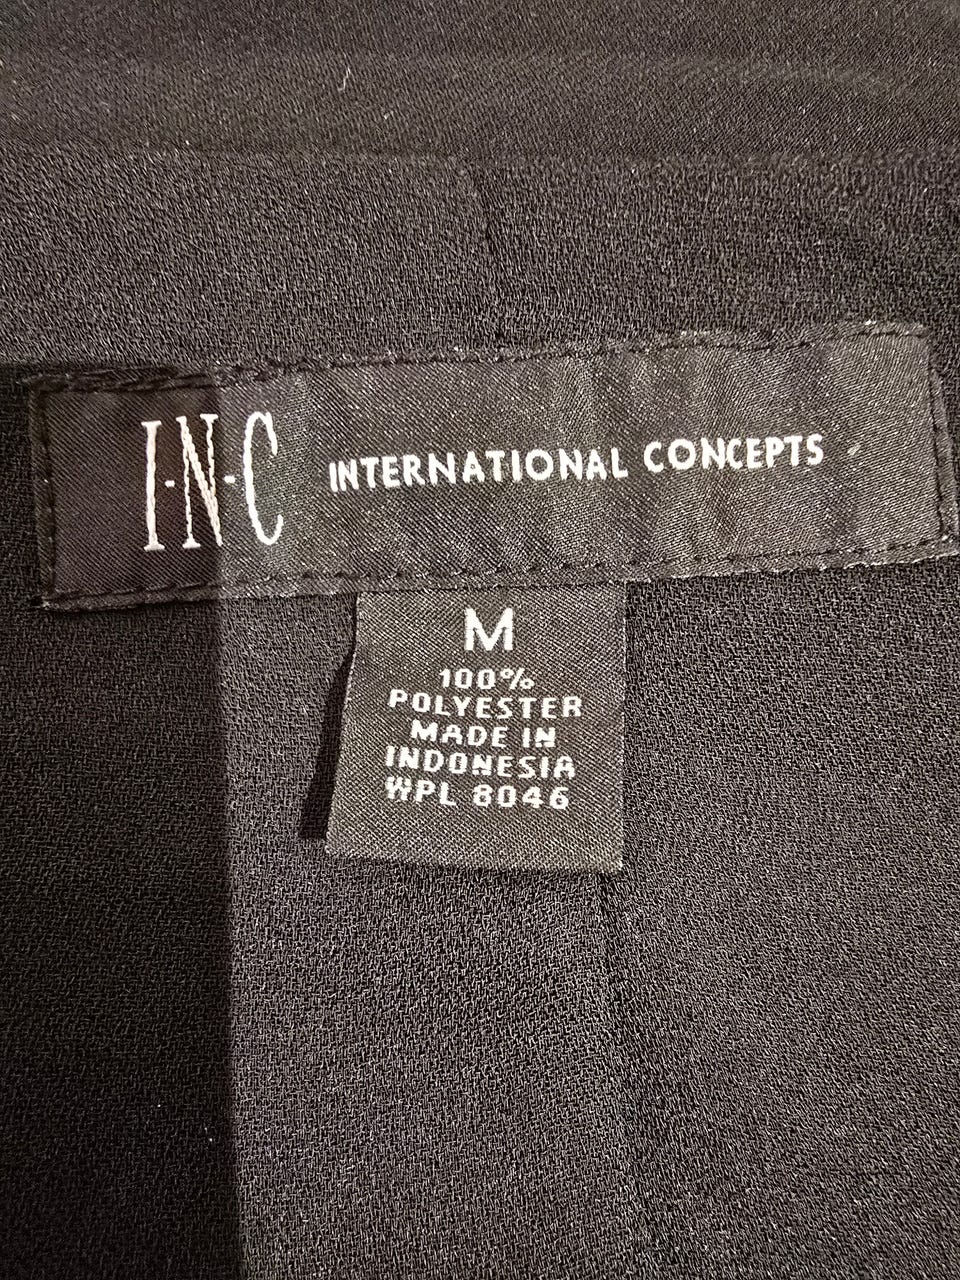 I·N·C INTERNATIONAL CONCEPTS
M
100%
POLYESTER
MADE IN
INDONESIA
WPL 8046